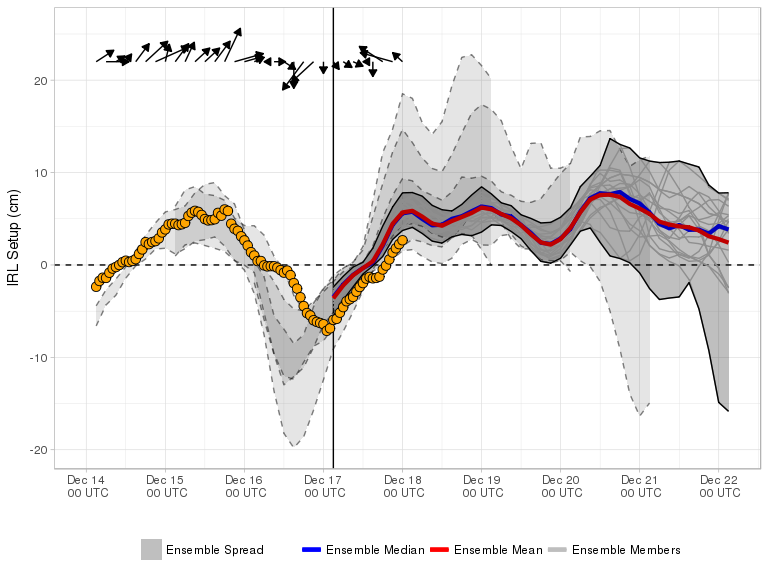 IRL Setup (cm)
20
10
0
-10
-20
Dec 14 Dec 15 Dec 16 Dec 17 Dec 18 Dec 19 Dec 20 Dec 21 Dec 22
00 UTC 00 UTC 00 UTC 00 UTC 00 UTC 00 UTC 00 UTC 00 UTC 00 UTC
Ensemble Spread Ensemble Median Ensemble Mean Ensemble Members